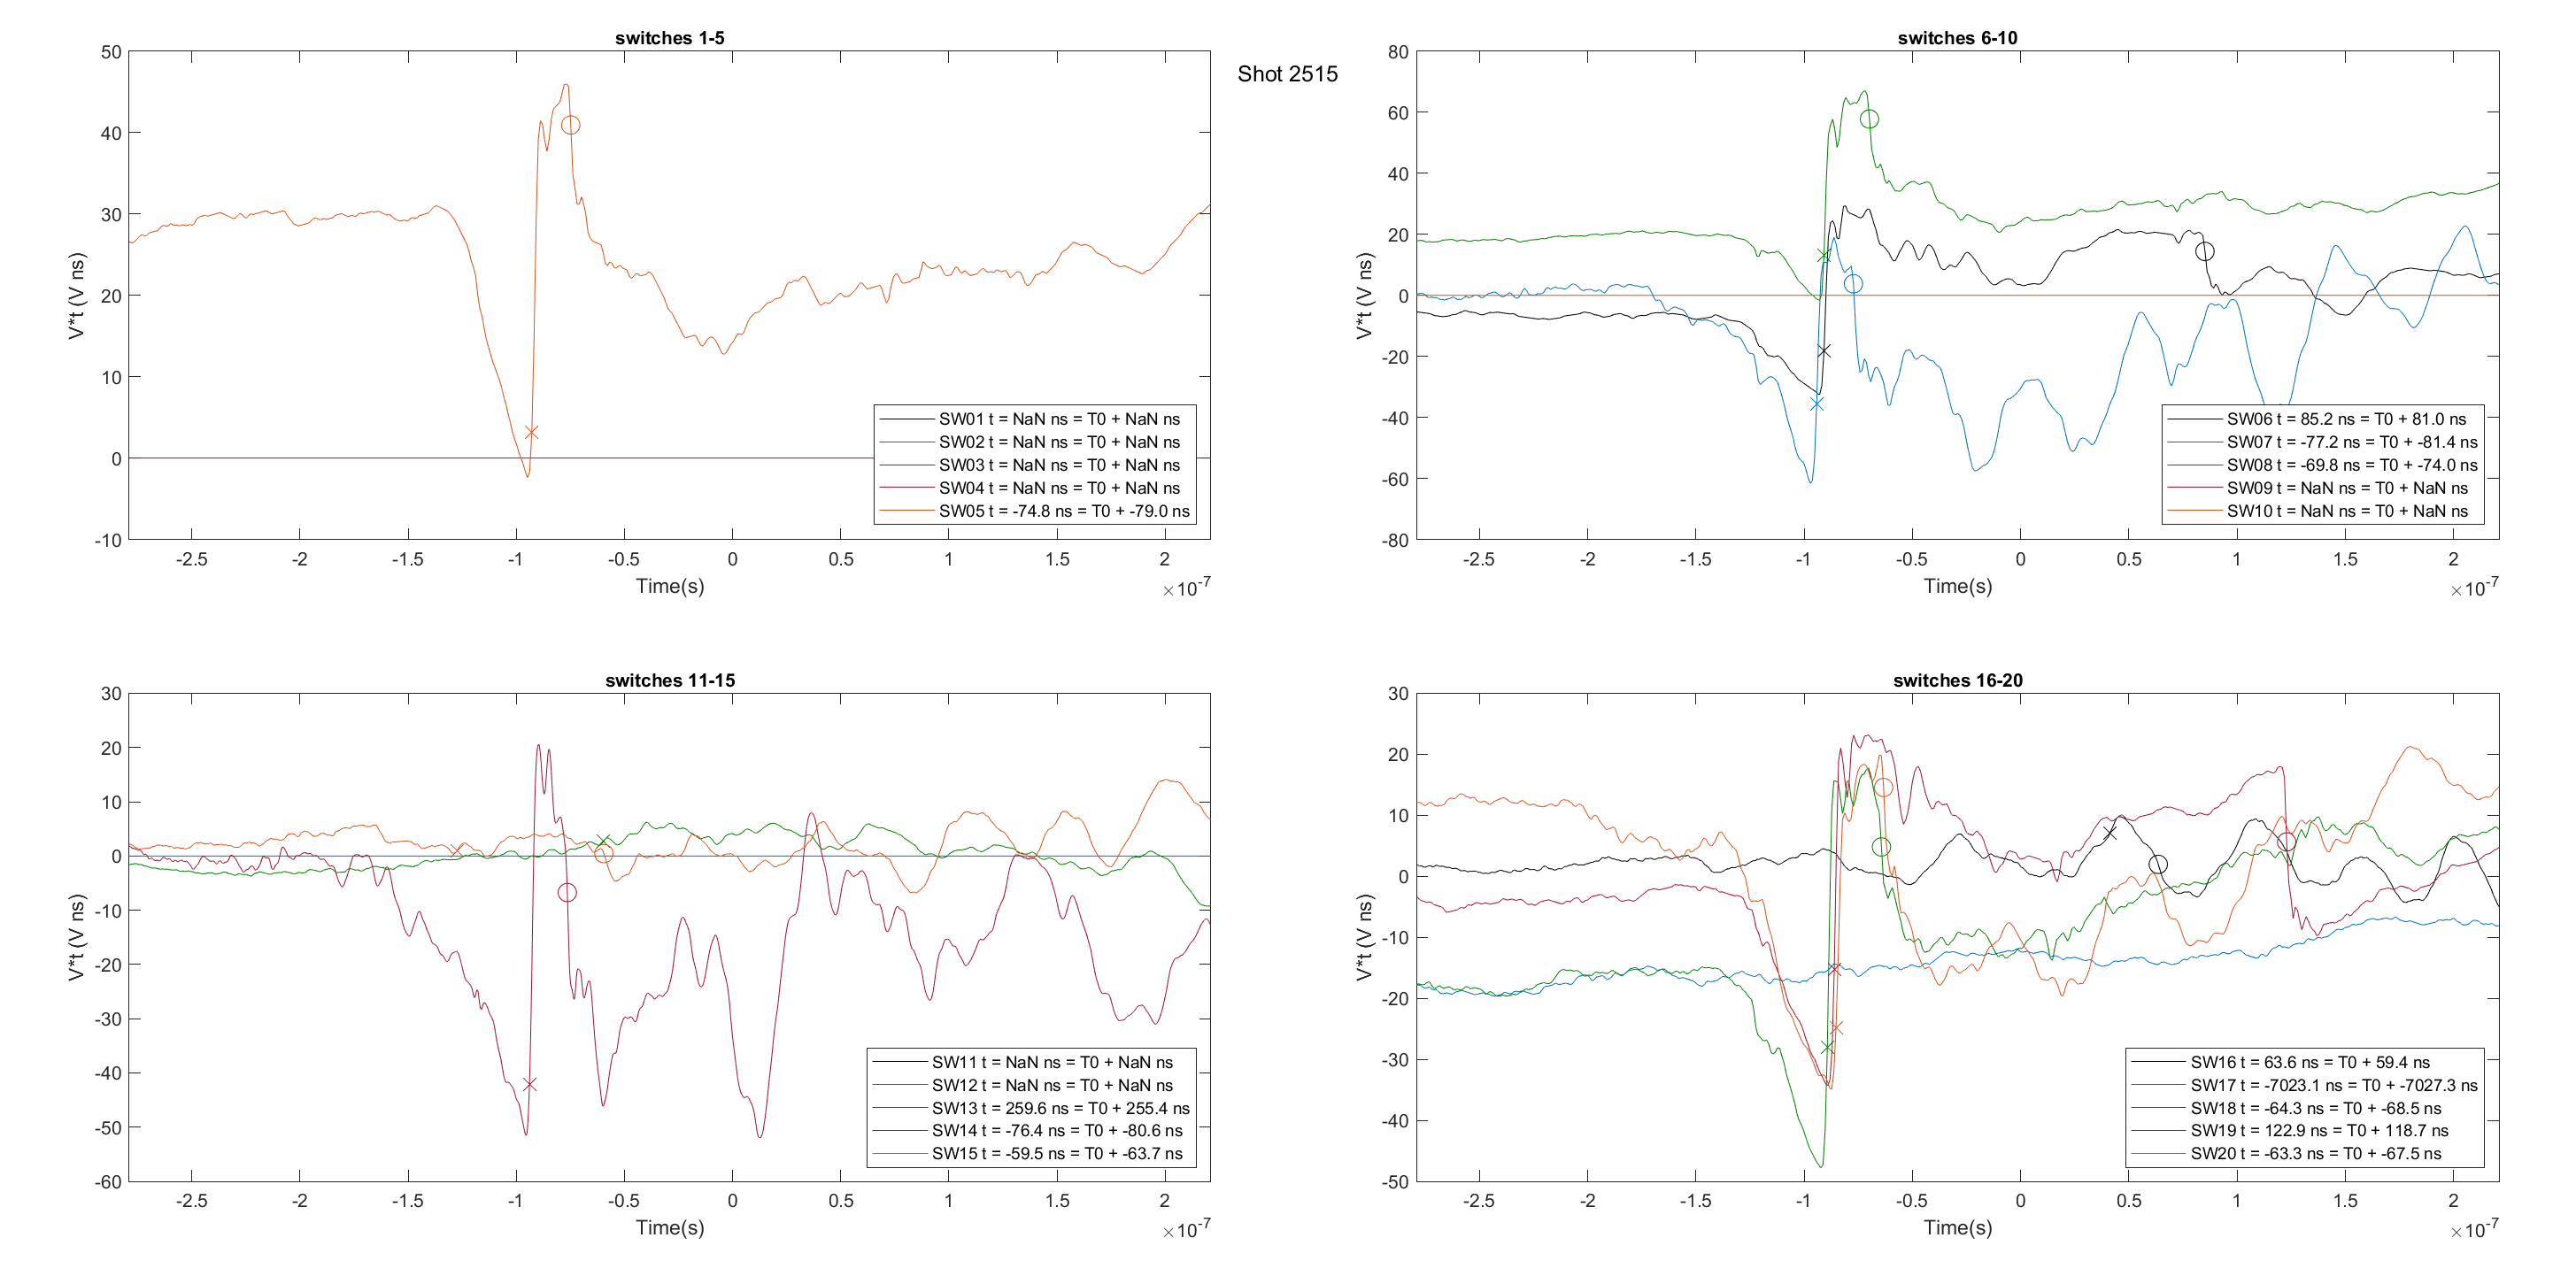 switches 1-5
50
40
30
20
10
0
-10
V*t (V ns)
-2.5 -2 -1.5 -1 -0.5 0 0.5 1 1.5 2
Time(s)
×10-7
SW01 t = NaN ns = T0 + NaN ns
SW02 t = NaN ns = T0 + NaN ns
SW03 t = NaN ns = T0 + NaN ns
SW04 t = NaN ns = T0 + NaN ns
SW05 t = -74.8 ns = T0 + -79.0 ns
Shot 2515
switches 6-10
80
60
40
20
0
-20
-40
-60
-80
V*t (V ns)
-2.5 -2 -1.5 -1 -0.5 0 0.5 1 1.5 2
Time(s)
×10-7
SW06 t = 85.2 ns = T0 + 81.0 ns
SW07 t = -77.2 ns = T0 + -81.4 ns
SW08 t = -69.8 ns = T0 + -74.0 ns
SW09 t = NaN ns = T0 + NaN ns
SW10 t = NaN ns = T0 + NaN ns
switches 11-15
30
20
10
0
-10
-20
-30
-40
-50
-60
V*t (V ns)
-2.5 -2 -1.5 -1 -0.5 0 0.5 1 1.5 2
Time(s)
×10-7
SW11 t = NaN ns = T0 + NaN ns
SW12 t = NaN ns = T0 + NaN ns
SW13 t = 259.6 ns = T0 + 255.4 ns
SW14 t = -76.4 ns = T0 + -80.6 ns
SW15 t = -59.5 ns = T0 + -63.7 ns
switches 16-20
30
20
10
0
-10
-20
-30
-40
-50
V*t (V ns)
-2.5 -2 -1.5 -1 -0.5 0 0.5 1 1.5 2
Time(s)
×10-7
SW16 t = 63.6 ns = T0 + 59.4 ns
SW17 t = -7023.1 ns = T0 + -7027.3 ns
SW18 t = -64.3 ns = T0 + -68.5 ns
SW19 t = 122.9 ns = T0 + 118.7 ns
SW20 t = -63.3 ns = T0 + -67.5 ns